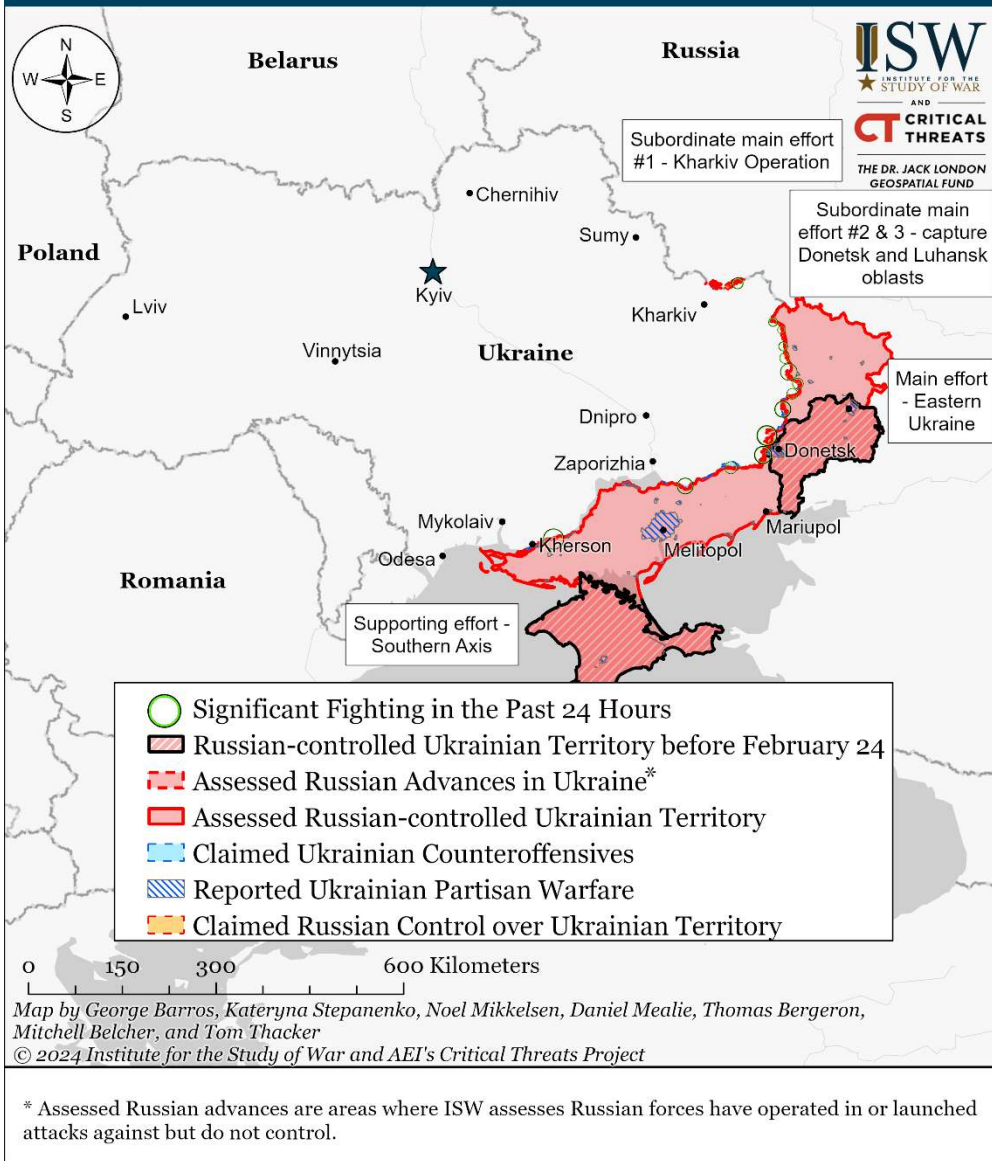 N
W E
S
Belarus
Russia
ISW
INSTITUTE FOR THE
STUDY OF WAR
AND
CT CRITICAL
THREATS
THE DR. JACK LONDON
GEOSPATIAL FUND
Subordinate main effort
#1 - Kharkiv Operation
Subordinate main
effort #2 & 3 - capture
Donetsk and Luhansk
oblasts
Chernihiv
Sumy
Poland
Kyiv
Lviv
Kharkiv
Vinnytsia
Ukraine
Main effort
- Eastern
Ukraine
Dnipro
Donetsk
Zaporizhia
Mykolaiv
Mariupol
Kherson
Melitopol
Odesa
Romania
Supporting effort -
Southern Axis
Significant Fighting in the Past 24 Hours
Russian-controlled Ukrainian Territory before February 24
Assessed Russian Advances in Ukraine*
Assessed Russian-controlled Ukrainian Territory
Claimed Ukrainian Counteroffensives
Reported Ukrainian Partisan Warfare
Claimed Russian Control over Ukrainian Territory
0 150 300 600 Kilometers
Map by George Barros, Kateryna Stepanenko, Noel Mikkelsen, Daniel Mealie, Thomas Bergeron,
Mitchell Belcher, and Tom Thacker
© 2024 Institute for the Study of War and AEI's Critical Threats Project
* Assessed Russian advances are areas where ISW assesses Russian forces have operated in or launched
attacks against but do not control.